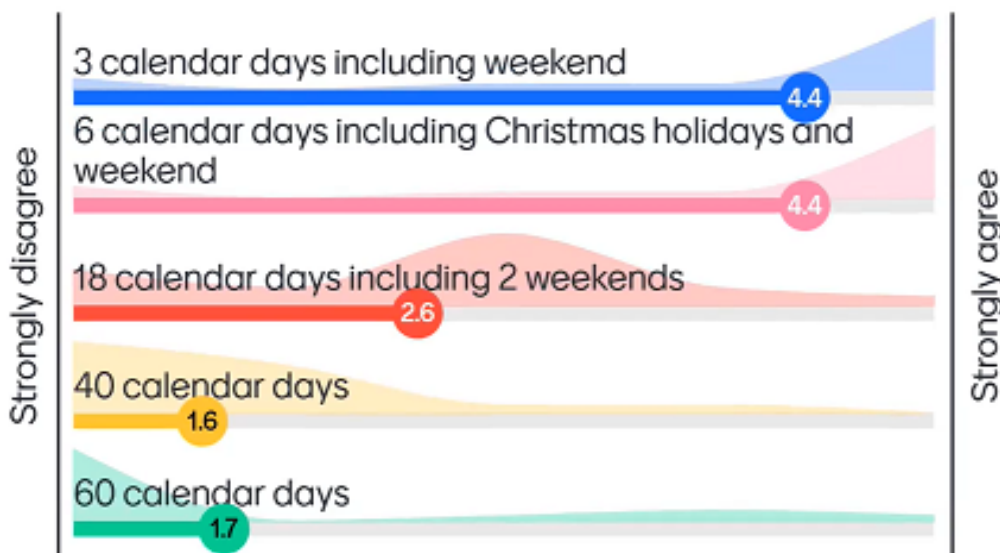 Strongly disagree
3 calendar days including weekend
4.4
6 calendar days including Christmas holidays and
weekend
4.4
18 calendar days including 2 weekends
2.6
40 calendar days
1.6
60 calendar days
1.7
Strongly agree